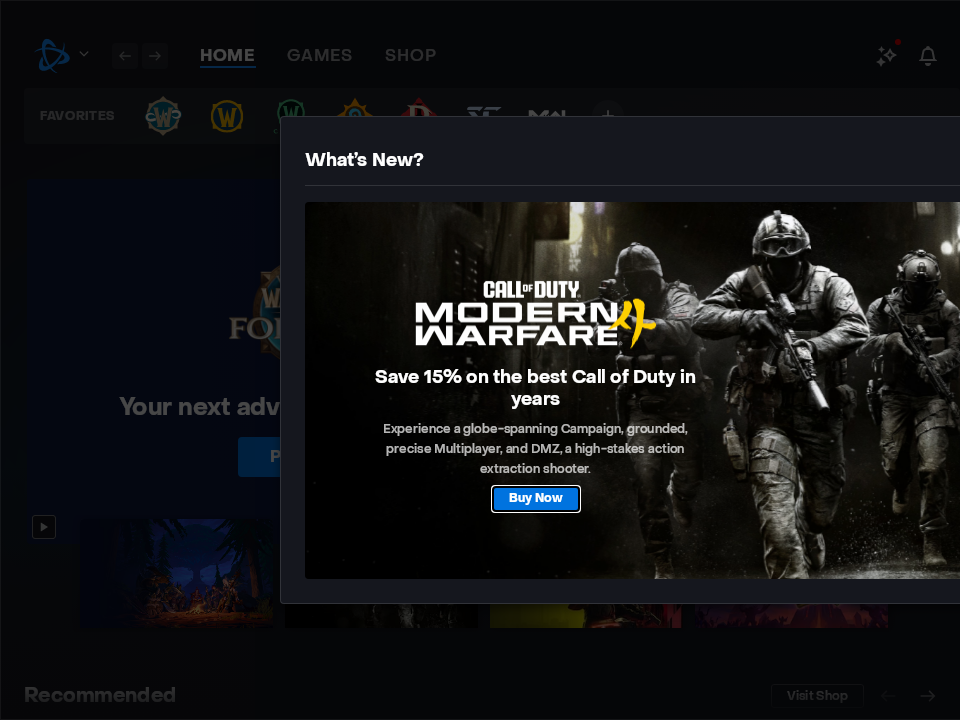 HOME
GAMES
SHOP
FAVORITES
What's New?
CALL OF DUTY
MODERN
WARFARE
Save 15% on the best Call of Duty in
years
Experience a globe-spanning Campaign, grounded,
precise Multiplayer, and DMZ, a high-stakes action
extraction shooter.
Buy Now
Your next adv
Recommended
Visit Shop